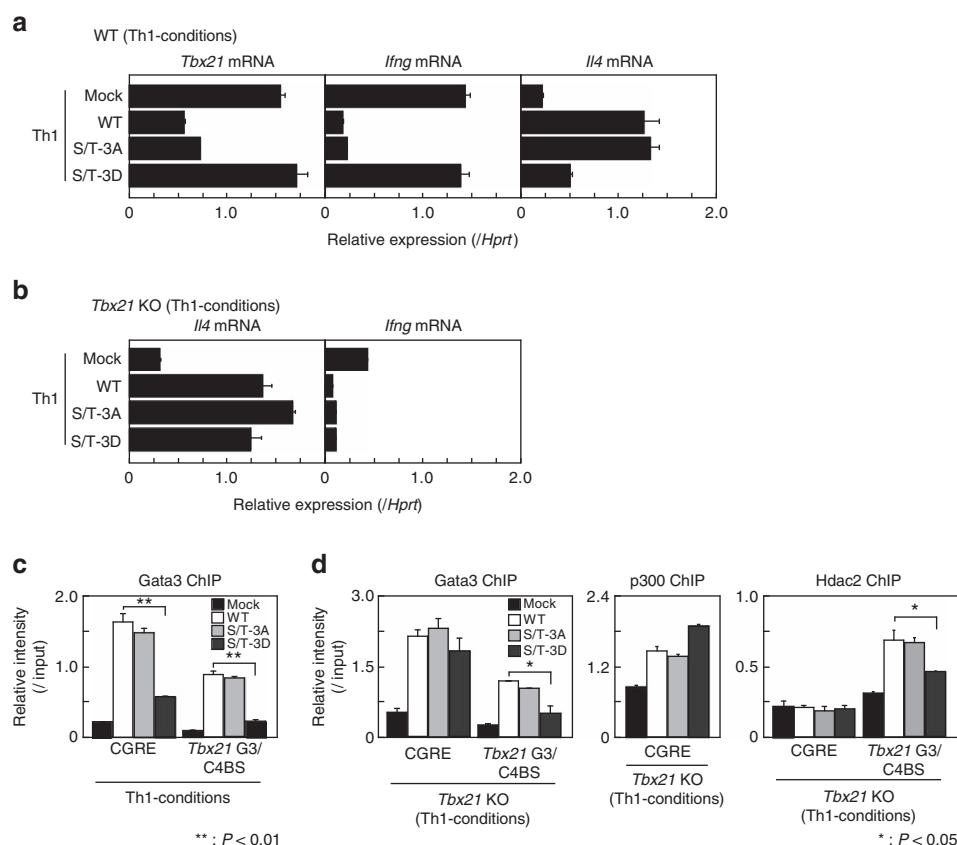 a
WT (Th1-conditions)
Tbx21 mRNA Ifng mRNA Il4 mRNA
Th1
Mock
WT
S/T-3A
S/T-3D
0 1.0 0 1.0 0 1.0 2.0
Relative expression (/Hprt)
b
Tbx21 KO (Th1-conditions)
Il4 mRNA Ifng mRNA
Th1
Mock
WT
S/T-3A
S/T-3D
0 1.0 0 1.0 2.0
Relative expression (/Hprt)
c
Gata3 ChIP
Relative intensity
(/ input)
2.0
1.0
0
**
**
Mock
WT
S/T-3A
S/T-3D
CGRE Tbx21 G3/
C4BS
Th1-conditions
** : P < 0.01
d
Gata3 ChIP
Relative intensity
(/ input)
3.0
1.5
0
Mock
WT
S/T-3A
S/T-3D
*
CGRE Tbx21 G3/
C4BS
Tbx21 KO
(Th1-conditions)
p300 ChIP
2.4
1.2
0
CGRE
Tbx21 KO
(Th1-conditions)
Hdac2 ChIP
1.0
0.5
0
*
CGRE Tbx21 G3/
C4BS
Tbx21 KO
(Th1-conditions)
* : P < 0.05